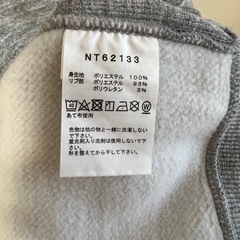 NT62133
身生地 ポリエステル 100%
リブ部 ポリエステル 95%
ポリウレタン 5%
40 W
あて布使用
色物は他の物と一緒に洗濯しないで下さい。
蛍光剤入り洗剤は使用しないで下さい。
形を整えてから干して下さい。